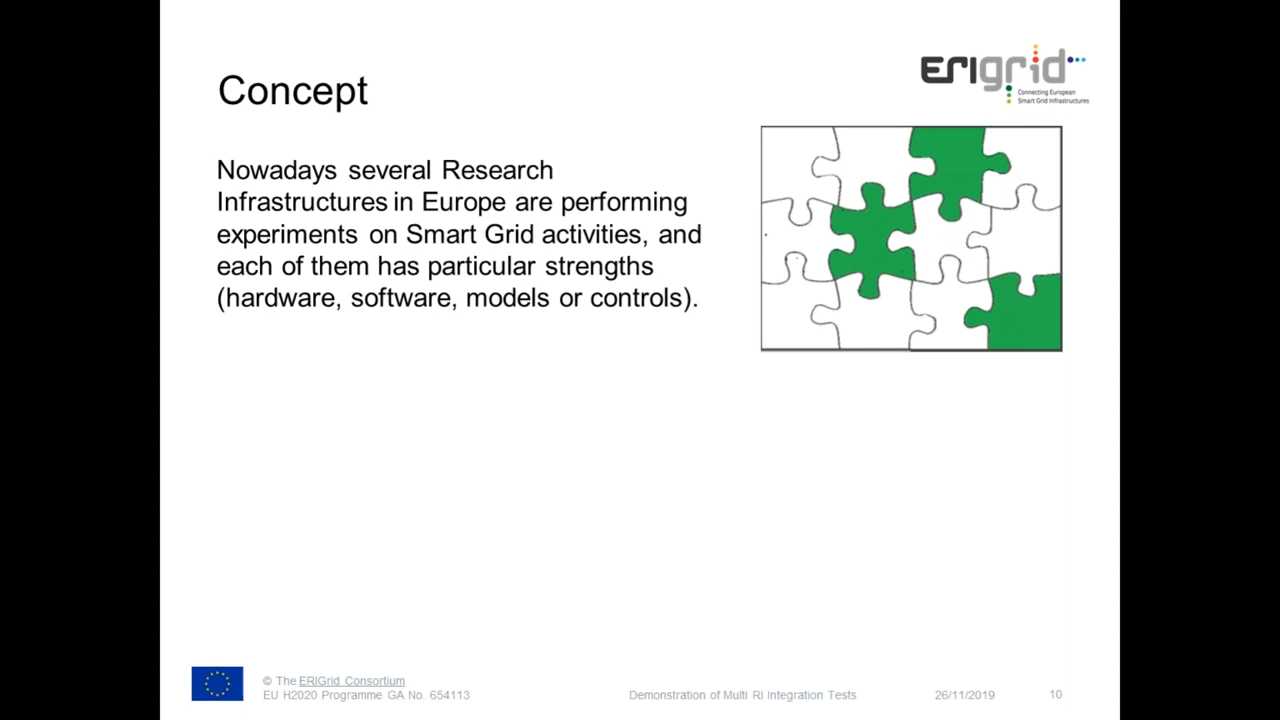 Concept
ERIGrid
Connecting European
Smart Grid Infrastructures
Nowadays several Research
Infrastructures in Europe are performing
experiments on Smart Grid activities, and
each of them has particular strengths
(hardware, software, models or controls).
© The ERIGrid Consortium
EU H2020 Programme GA No. 654113
Demonstration of Multi RI Integration Tests
26/11/2019
10